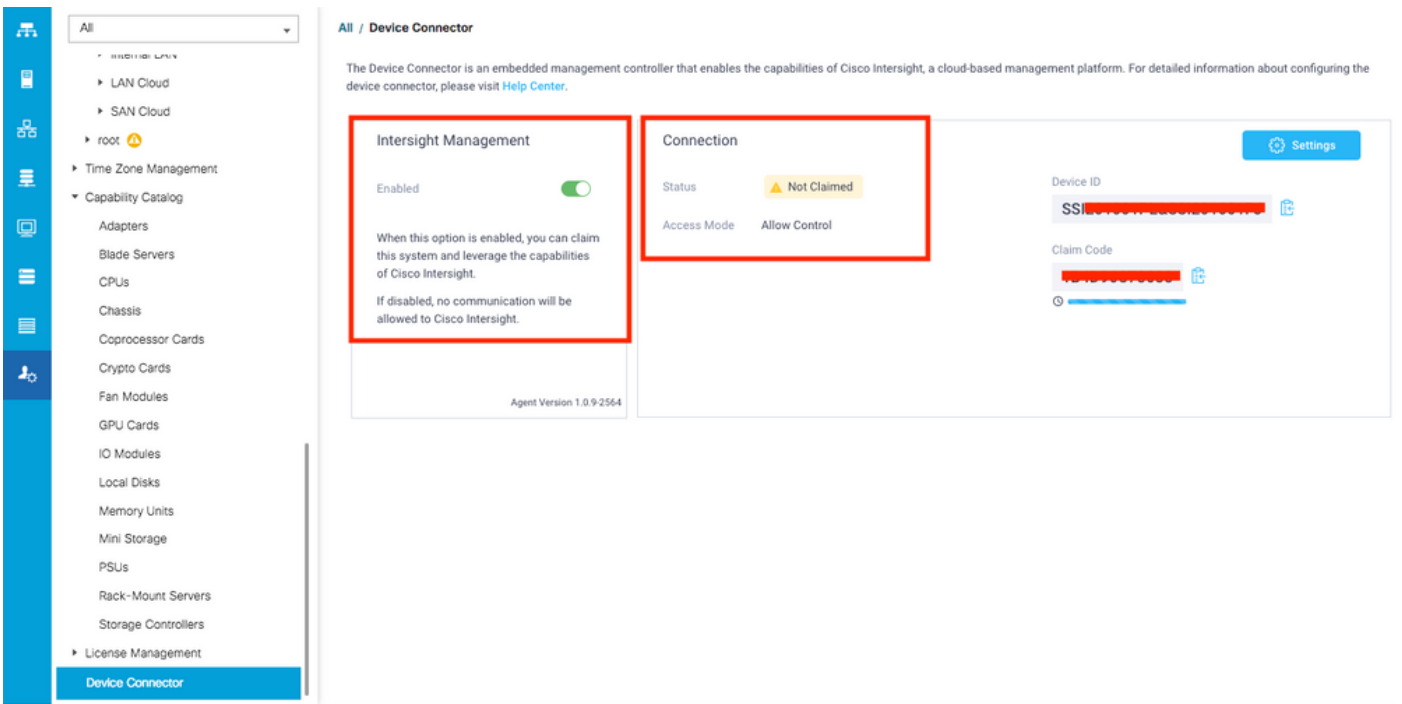 All
Internal LAN
LAN Cloud
SAN Cloud
root
Time Zone Management
Capability Catalog
Adapters
Blade Servers
CPUs
Chassis
Coprocessor Cards
Crypto Cards
Fan Modules
GPU Cards
IO Modules
Local Disks
Memory Units
Mini Storage
PSUs
Rack-Mount Servers
Storage Controllers
License Management
Device Connector
All / Device Connector
The Device Connector is an embedded management controller that enables the capabilities of Cisco Intersight, a cloud-based management platform. For detailed information about configuring the
device connector, please visit Help Center.
Intersight Management
Enabled
When this option is enabled, you can claim
this system and leverage the capabilities
of Cisco Intersight.
If disabled, no communication will be
allowed to Cisco Intersight.
Agent Version 1.0.9-2564
Connection
Status Not Claimed
Access Mode Allow Control
Settings
Device ID
Claim Code